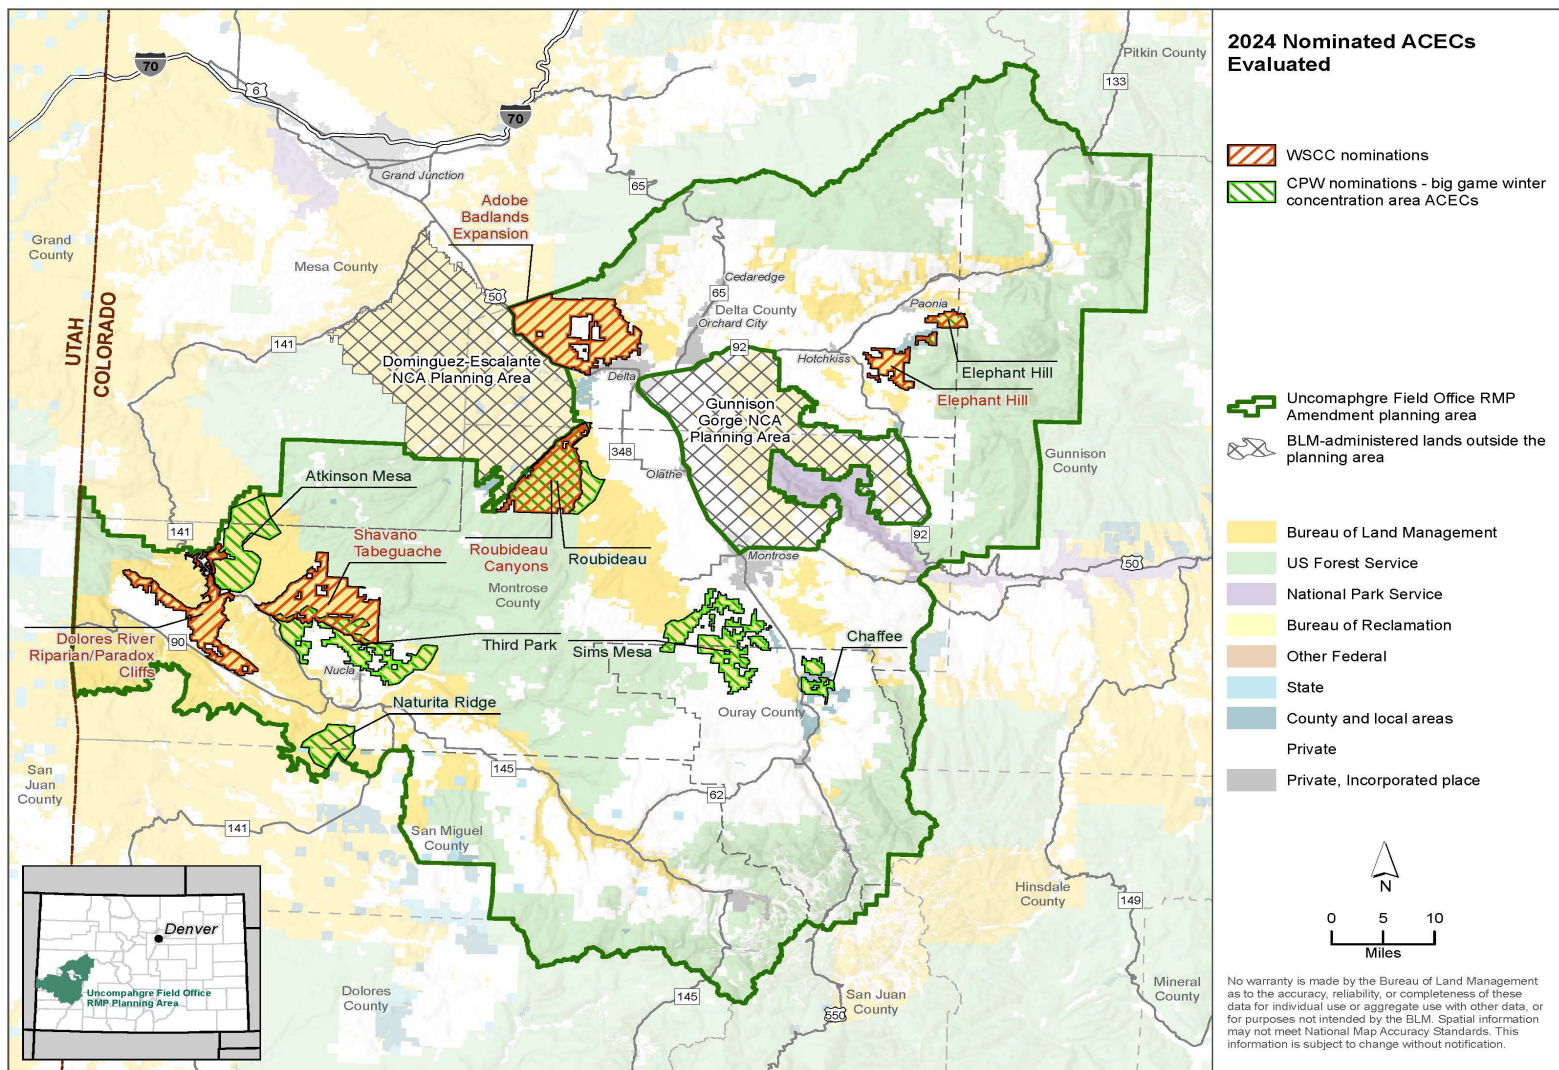 2024 Nominated ACECs
Evaluated
WSCC nominations
CPW nominations - big game winter
concentration area ACECs
Uncomaphgre Field Office RMP
Amendment planning area
BLM-administered lands outside the
planning area
Bureau of Land Management
US Forest Service
National Park Service
Bureau of Reclamation
Other Federal
State
County and local areas
Private
Private, Incorporated place
N
0 5 10
Miles
No warranty is made by the Bureau of Land Management
as to the accuracy, reliability, or completeness of these
data for individual use or aggregate use with other data, or
for purposes not intended by the BLM. Spatial information
may not meet National Map Accuracy Standards. This
information is subject to change without notification.
Pitkin County
70
6
133
70
Grand Junction
65
Adobe
Badlands
Expansion
Grand
County
Mesa County
50
Cedaredge
65
Delta County
Orchard City
Paonia
UTAH
COLORADO
141
Dominguez-Escalante
NCA Planning Area
92
Hotchkiss
Elephant Hill
Delta
Elephant Hill
Gunnison
Gorge NCA
Planning Area
348
Olathe
Gunnison
County
Atkinson Mesa
141
Shavano
Tabeguache
Roubideau
Canyons
Roubideau
92
Montrose
50
Montrose
County
Dolores River
Riparian/Paradox
Cliffs
90
Third Park
Sims Mesa
Chaffee
Nucla
Naturita Ridge
Ouray County
San
Juan
County
145
62
141
San Miguel
County
Hinsdale
County
149
Denver
Uncompahgre Field Office
RMP Planning Area
Dolores
County
145
San Juan
County
550
Mineral
County